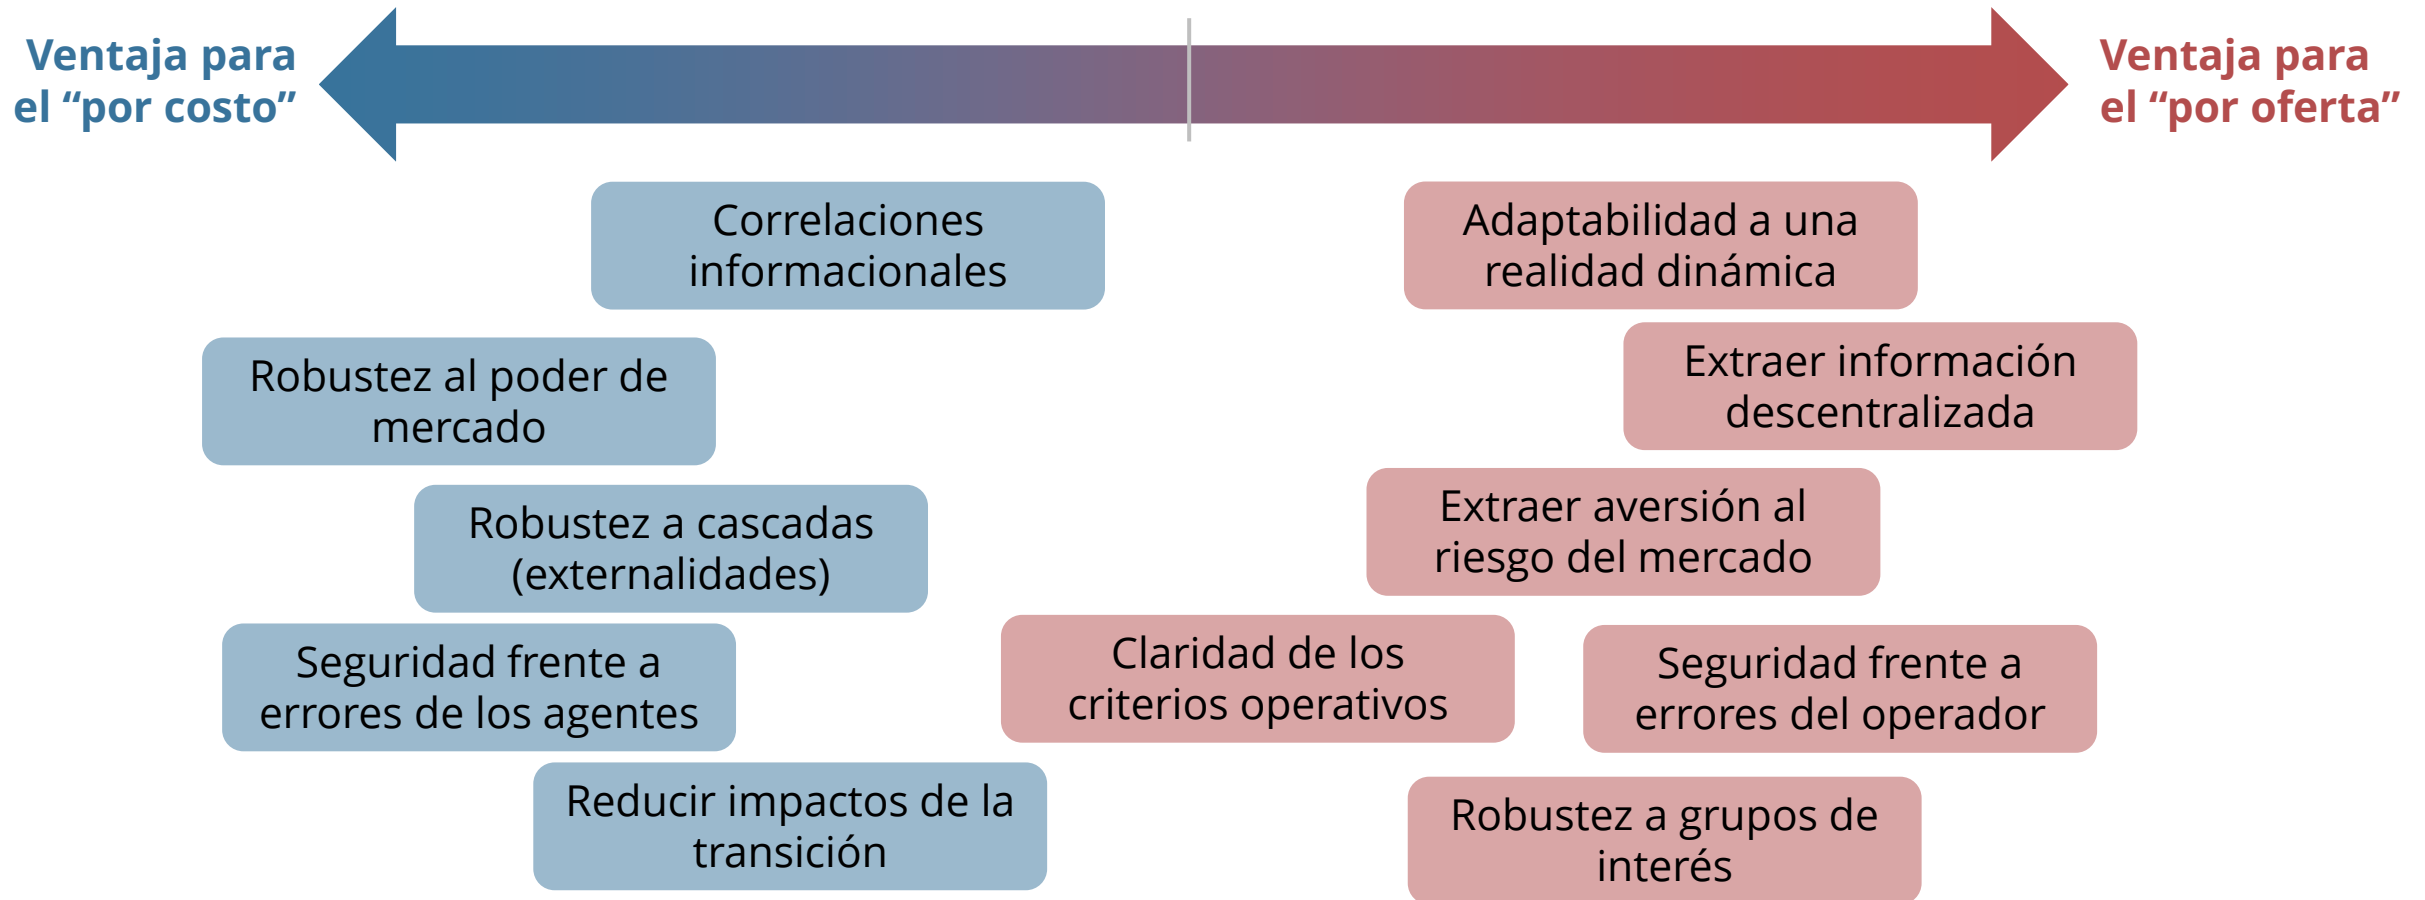 Ventaja para
el “por costo”
Ventaja para
el “por oferta”
Correlaciones
informacionales
Adaptabilidad a una
realidad dinámica
Robustez al poder de
mercado
Extraer información
descentralizada
Robustez a cascadas
(externalidades)
Extraer aversión al
riesgo del mercado
Seguridad frente a
errores de los agentes
Claridad de los
criterios operativos
Seguridad frente a
errores del operador
Reducir impactos de la
transición
Robustez a grupos de
interés